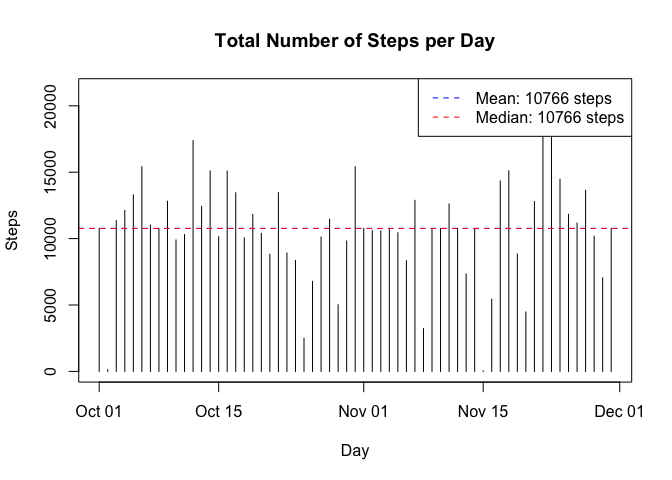 Total Number of Steps per Day
Mean: 10766 steps
Median: 10766 steps
Steps
20000
15000
10000
5000
0
Oct 01 Oct 15 Nov 01 Nov 15 Dec 01
Day